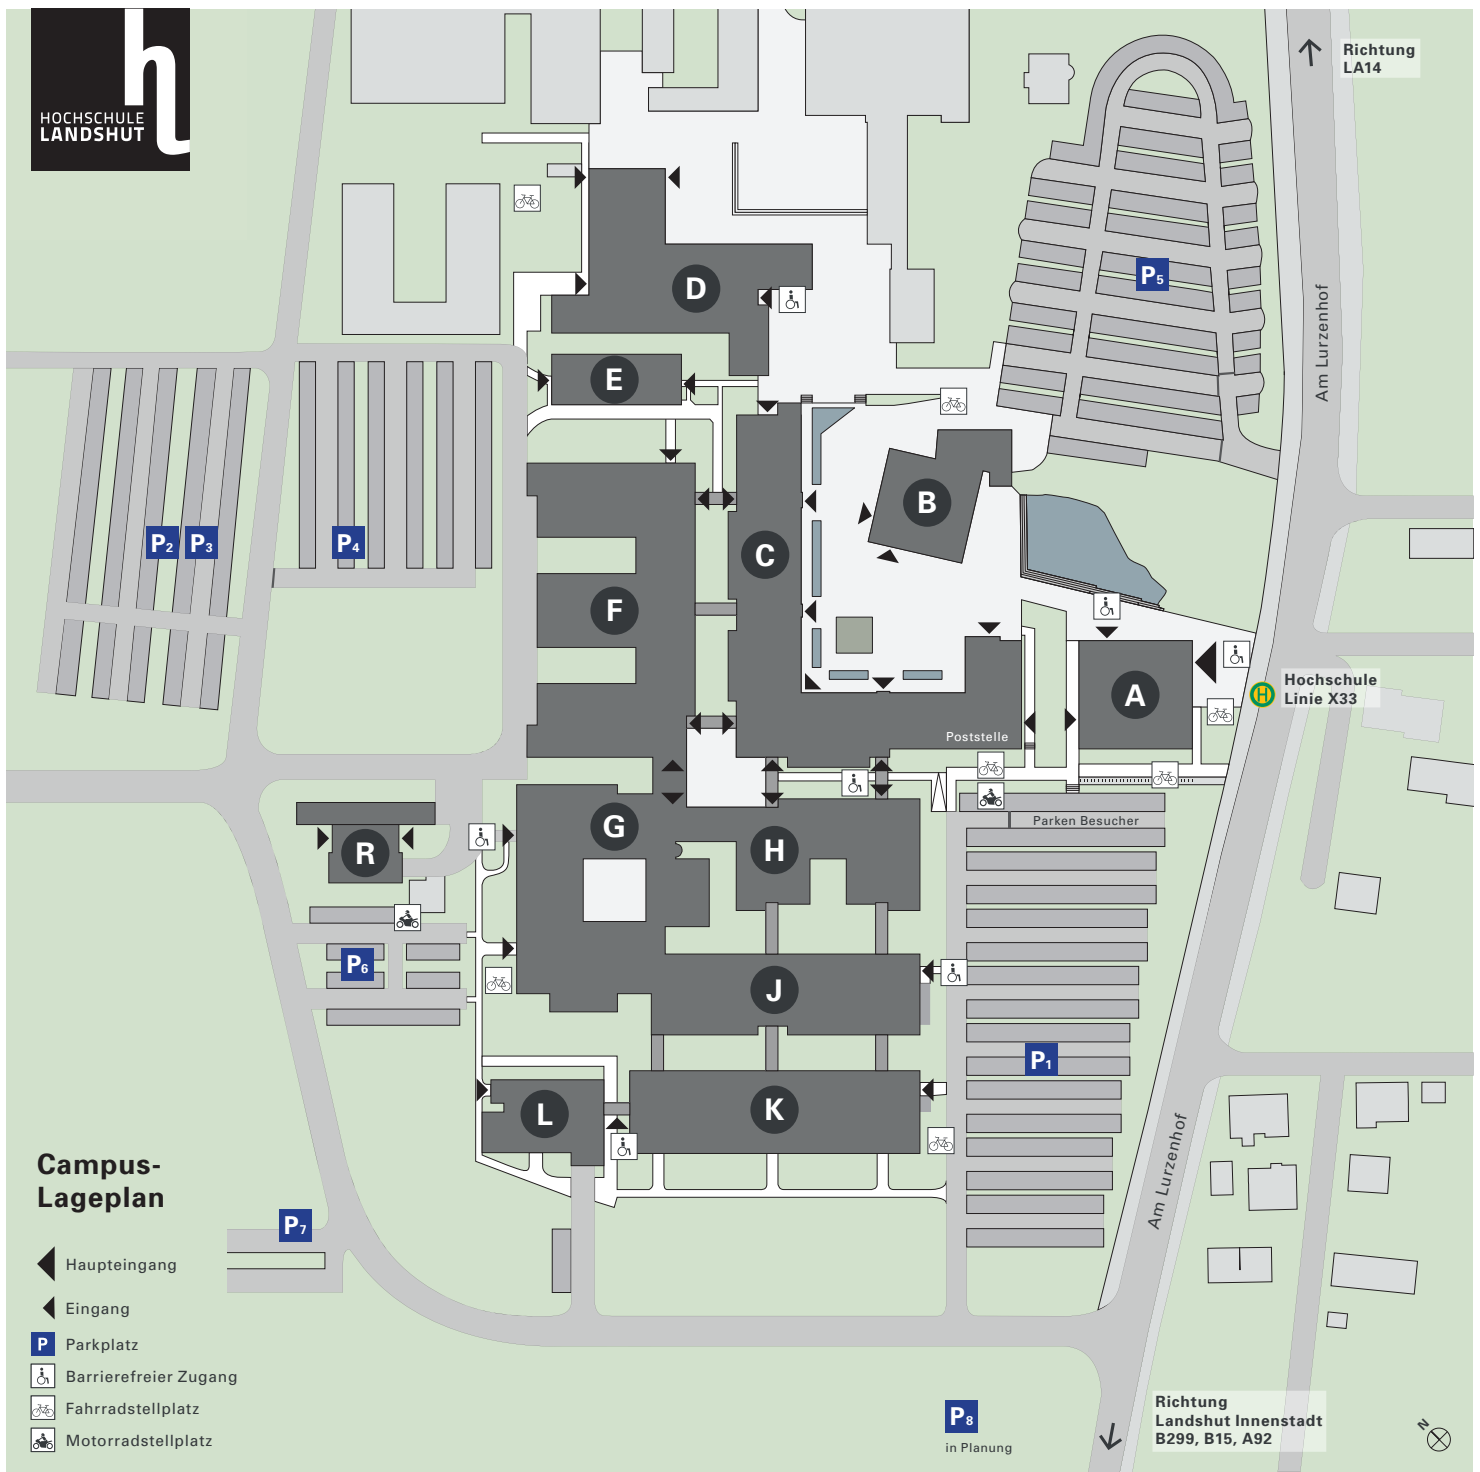 HOCHSCHULE
LANDSHUT
Richtung
LA14
Am Lurzenhof
D
P5
E
B
P2
P3
P4
C
F
A
Hochschule
Linie X33
H
Poststelle
Parken Besucher
G
H
R
P6
J
P1
L
K
Am Lurzenhof
Campus-
Lageplan
P7
Haupteingang
Eingang
P Parkplatz
Barrierefreier Zugang
Fahrradstellplatz
Motorradstellplatz
P8
in Planung
Richtung
Landshut Innenstadt
B299, B15, A92
N